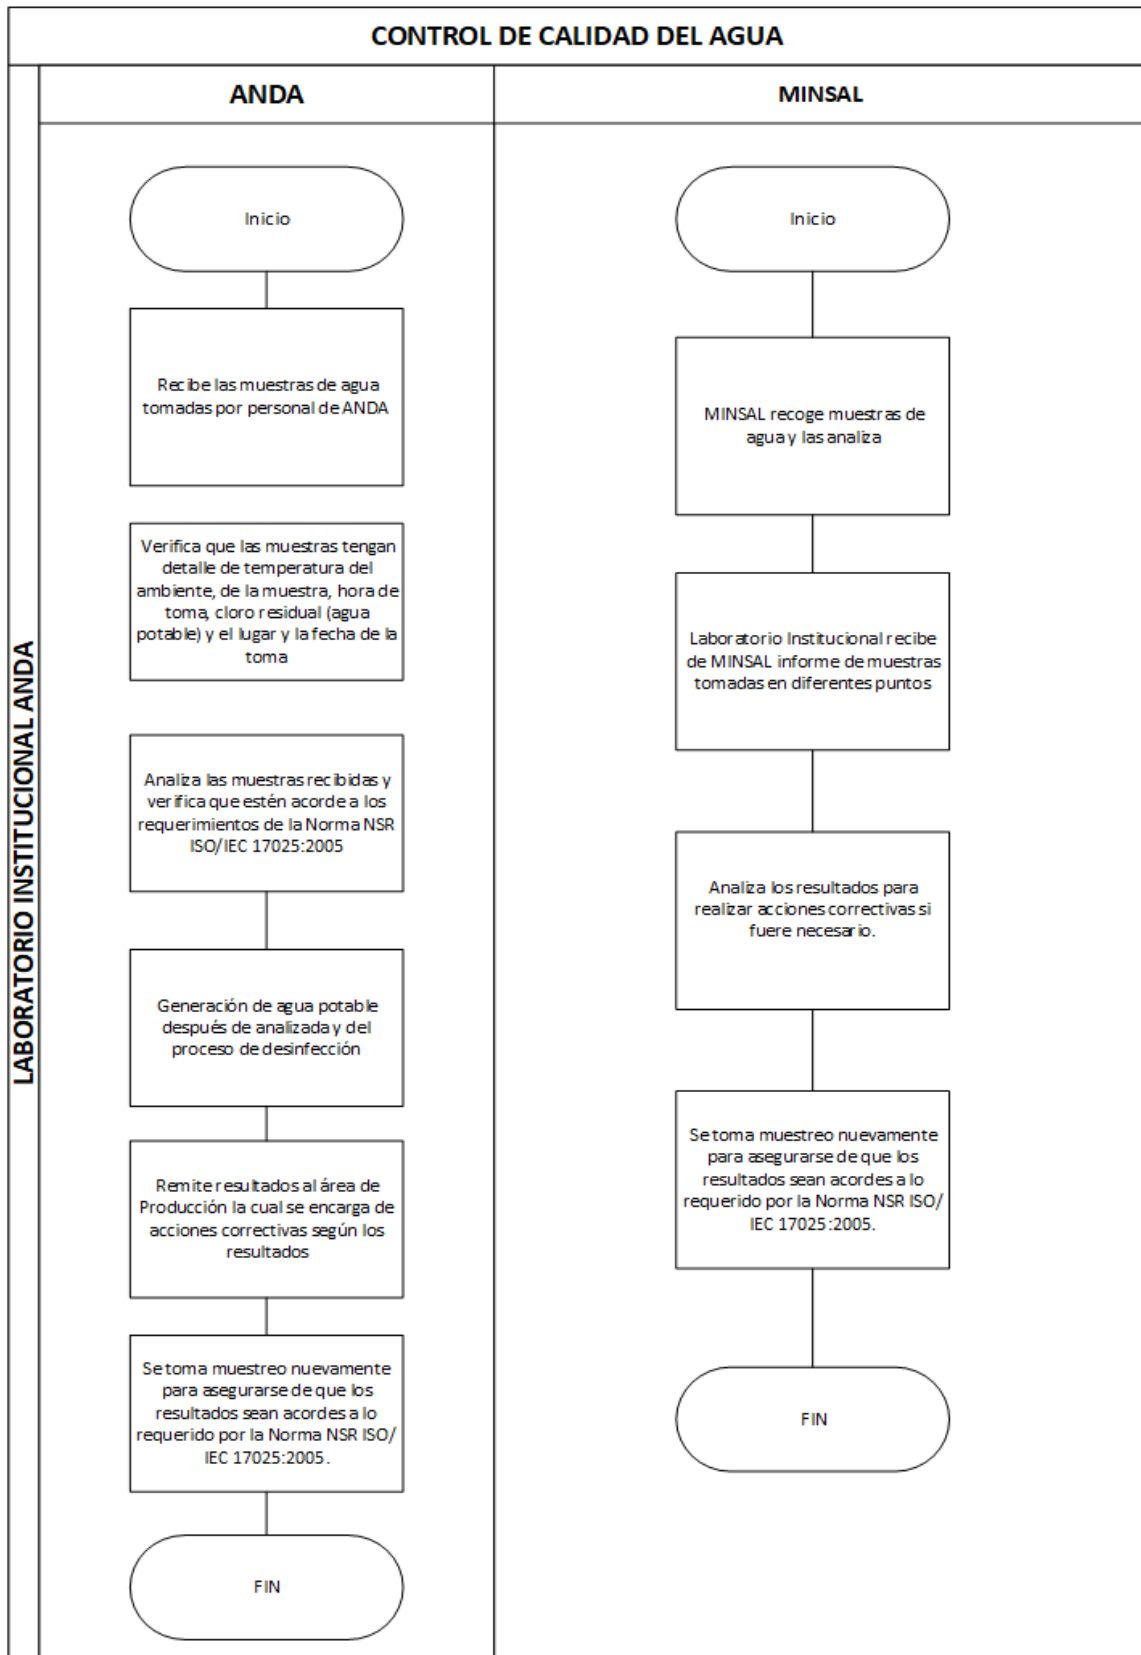 CONTROL DE CALIDAD DEL AGUA
LABORATORIO INSTITUCIONAL ANDA
ANDA
Inicio
Recibe las muestras de agua
tomadas por personal de ANDA
Verifica que las muestras tengan
detalle de temperatura del
ambiente, de la muestra, hora de
toma, cloro residual (agua
potable) y el lugar y la fecha de la
toma
Analiza las muestras recibidas y
verifica que estén acorde a los
requerimientos de la Norma NSR
ISO/IEC 17025:2005
Generación de agua potable
después de analizada y del
proceso de desinfección
Remite resultados al área de
Producción la cual se encarga de
acciones correctivas según los
resultados
Se toma muestreo nuevamente
para asegurarse de que los
resultados sean acordes a lo
requerido por la Norma NSR ISO/
IEC 17025:2005.
FIN
MINSAL
Inicio
MINSAL recoge muestras de
agua y las analiza
Laboratorio Institucional recibe
de MINSAL informe de muestras
tomadas en diferentes puntos
Analiza los resultados para
realizar acciones correctivas si
fuere necesario.
Se toma muestreo nuevamente
para asegurarse de que los
resultados sean acordes a lo
requerido por la Norma NSR ISO/
IEC 17025:2005.
FIN